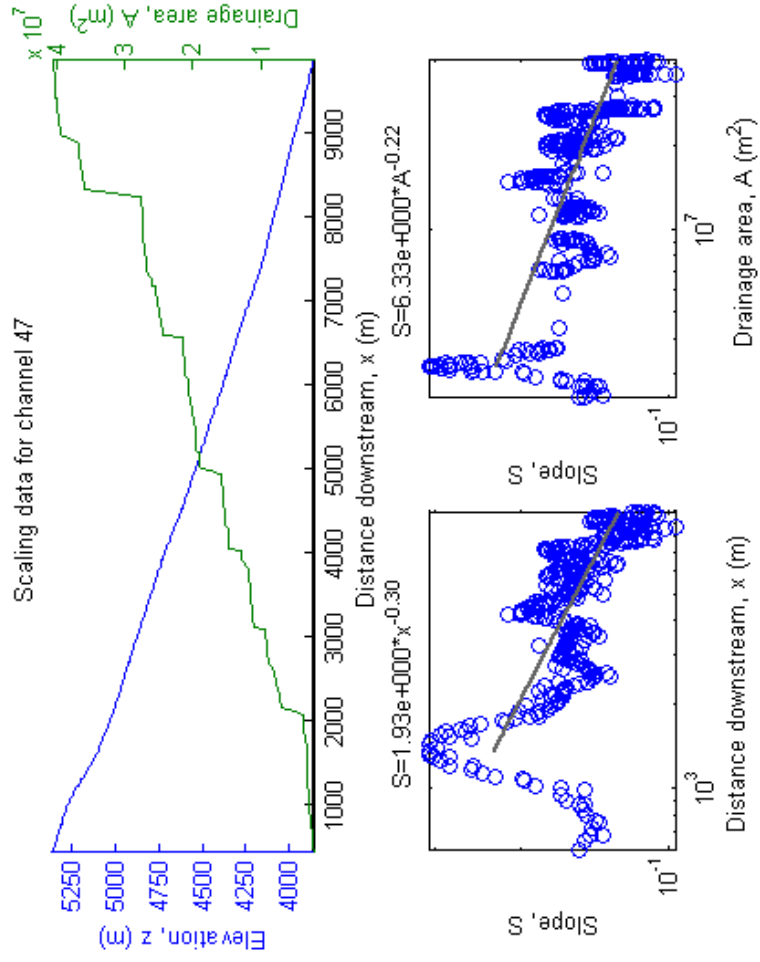 Scaling data for channel 47
Elevation, z (m)
5250
5000
4750
4500
4250
4000
x 10⁷
4
3
2
1
Drainage area, A (m²)
1000 2000 3000 4000 5000 6000 7000 8000 9000
Distance downstream, x (m)
S=1.93e+000*x^-0.30
Slope, S
10⁻¹
10³
Distance downstream, x (m)
S=6.33e+000*A^-0.22
Slope, S
10⁻¹
10⁷
Drainage area, A (m²)